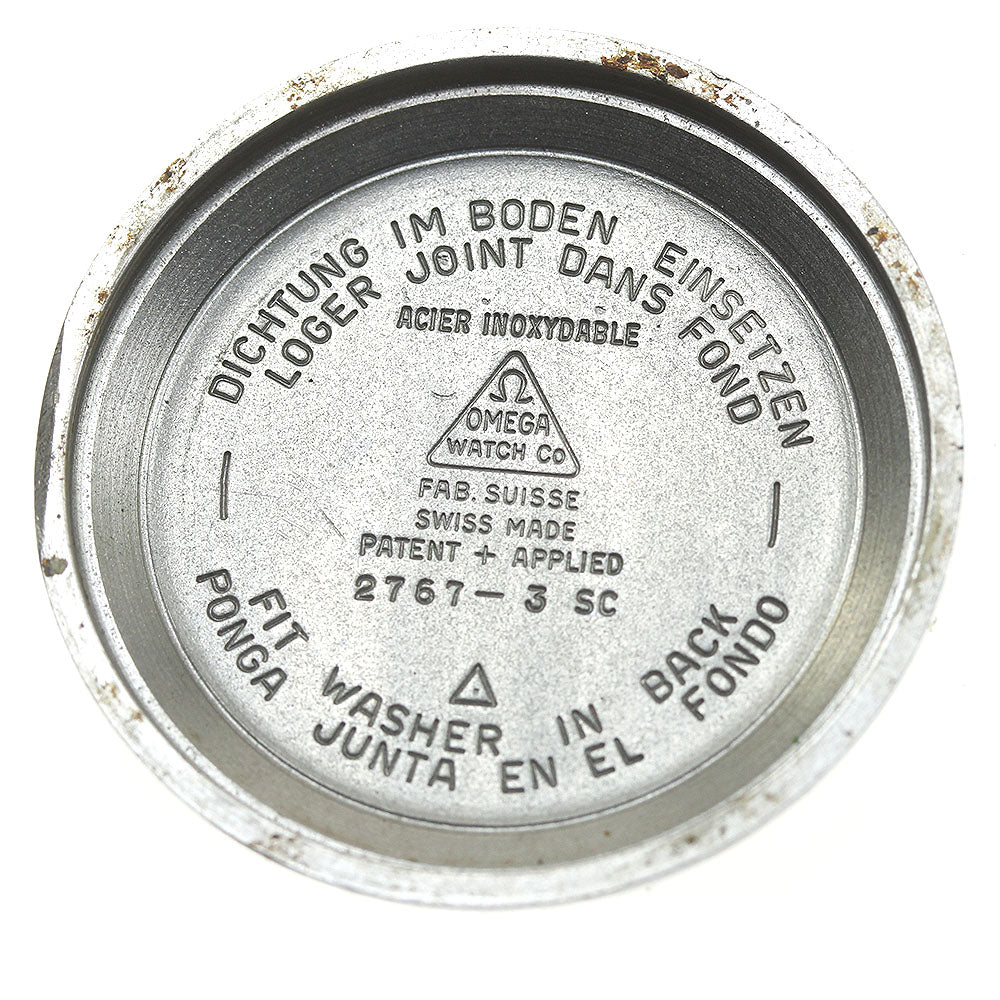 DICHTUNG IM BODEN EINSETZEN
LOGER JOINT DANS FOND
ACIER INOXYDABLE
Ω
OMEGA
WATCH Co
FAB. SUISSE
SWISS MADE
PATENT + APPLIED
2767 – 3 SC
FIT WASHER IN BACK
PONGA JUNTA EN EL FONDO